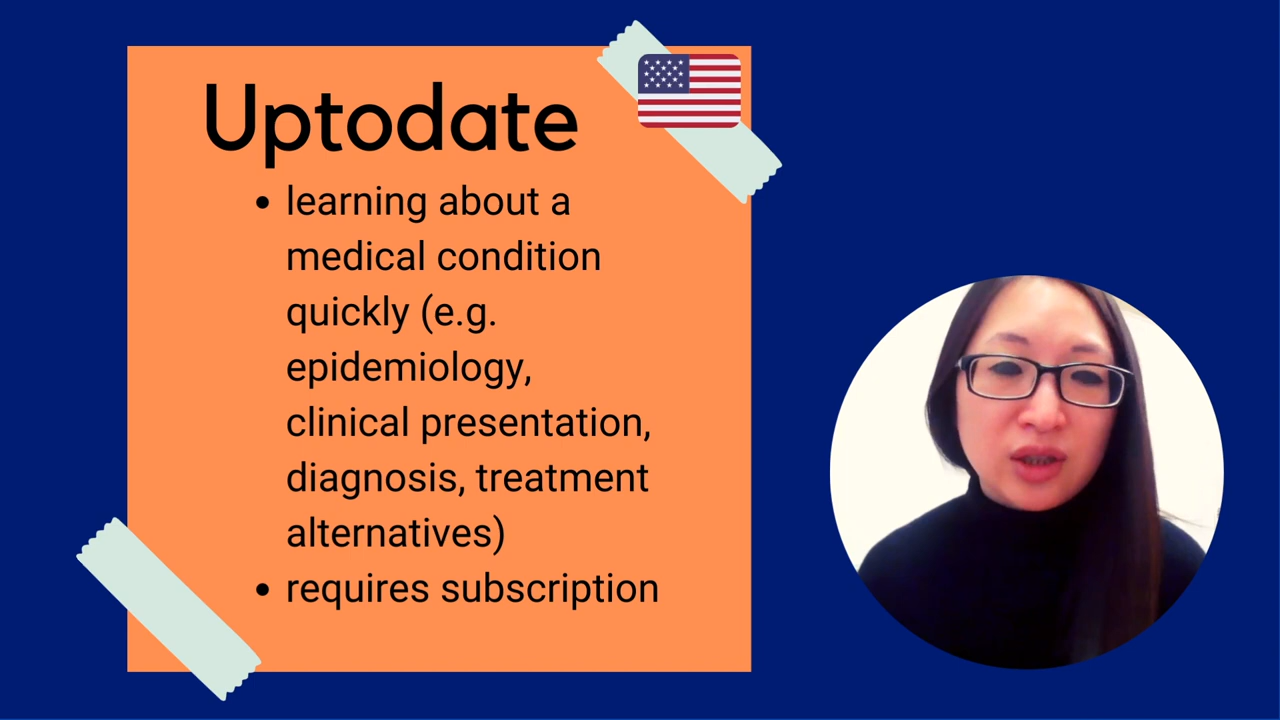 Uptodate
• learning about a
medical condition
quickly (e.g.
epidemiology,
clinical presentation,
diagnosis, treatment
alternatives)
• requires subscription